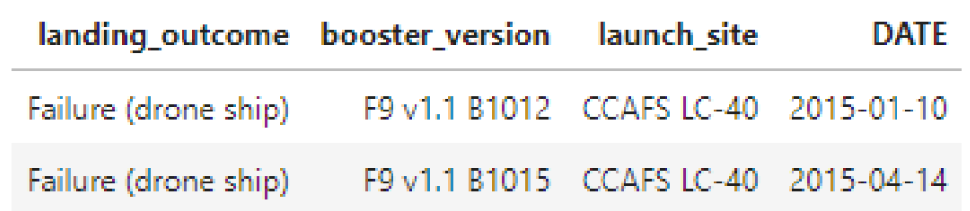 landing_outcome booster_version launch_site DATE
Failure (drone ship) F9 v1.1 B1012 CCAFS LC-40 2015-01-10
Failure (drone ship) F9 v1.1 B1015 CCAFS LC-40 2015-04-14